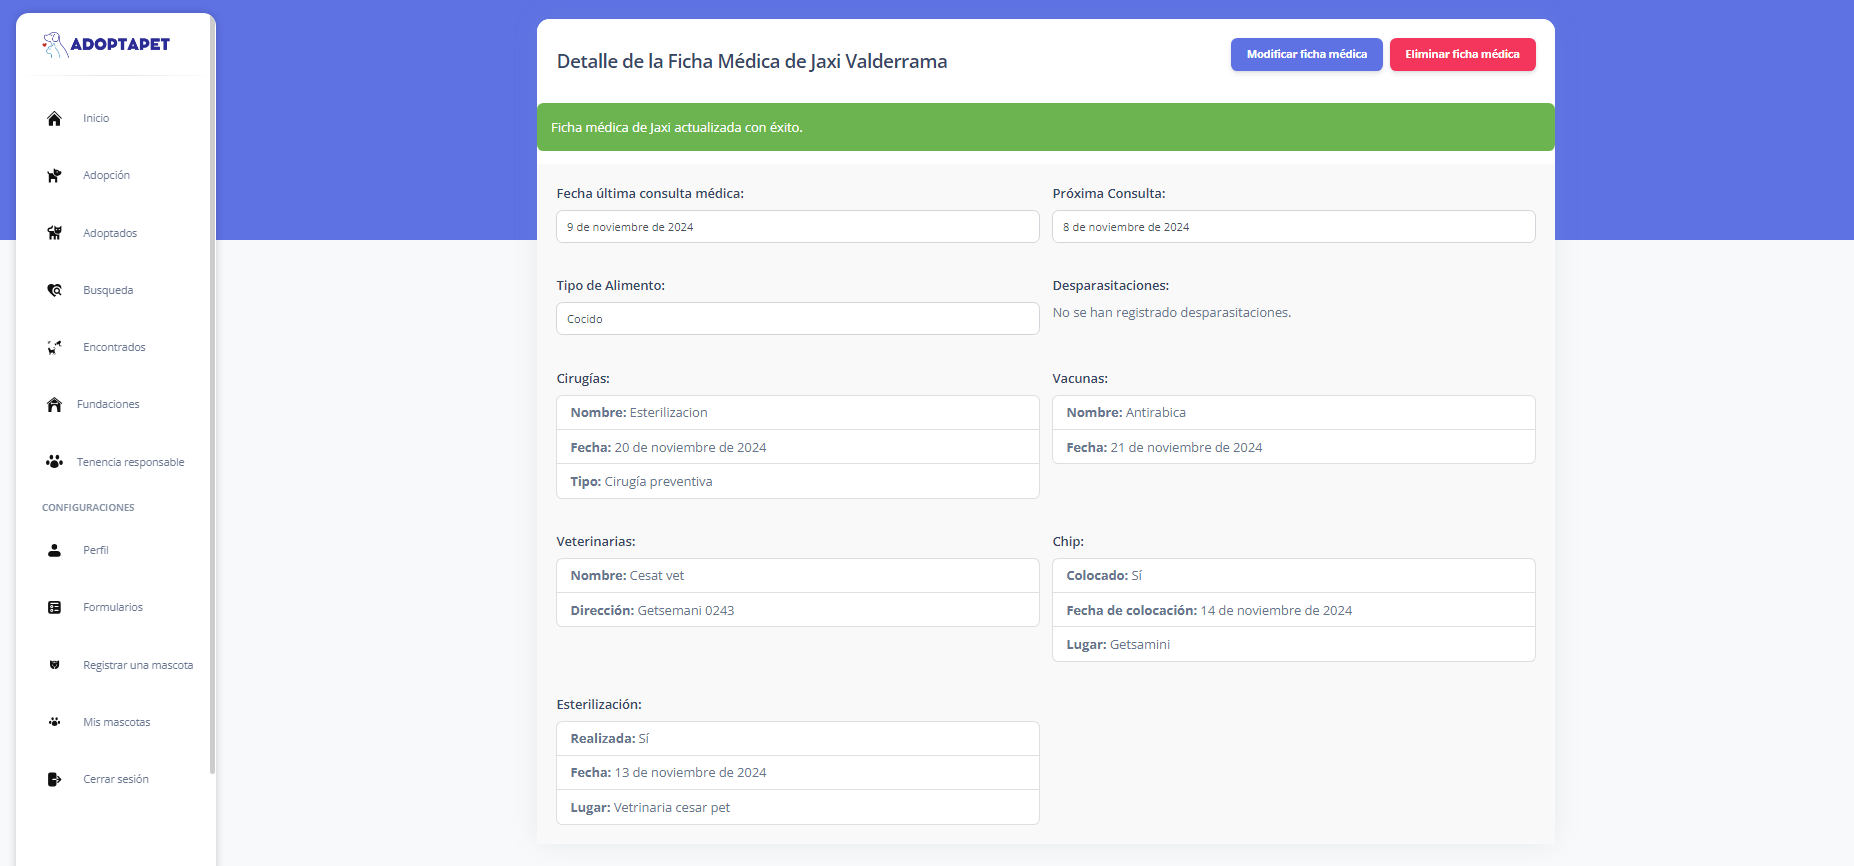 ADOPTAPET
Inicio
Adopción
Adoptados
Busqueda
Encontrados
Fundaciones
Tenencia responsable
CONFIGURACIONES
Perfil
Formularios
Registrar una mascota
Mis mascotas
Cerrar sesión
Detalle de la Ficha Médica de Jaxi Valderrama
Modificar ficha médica
Eliminar ficha médica
Ficha médica de Jaxi actualizada con éxito.
Fecha última consulta médica:
9 de noviembre de 2024
Próxima Consulta:
8 de noviembre de 2024
Tipo de Alimento:
Cocido
Desparasitaciones:
No se han registrado desparasitaciones.
Cirugías:
Nombre: Esterilizacion
Fecha: 20 de noviembre de 2024
Tipo: Cirugía preventiva
Vacunas:
Nombre: Antirabica
Fecha: 21 de noviembre de 2024
Veterinarias:
Nombre: Cesat vet
Dirección: Getsemani 0243
Chip:
Colocado: Sí
Fecha de colocación: 14 de noviembre de 2024
Lugar: Getsamini
Esterilización:
Realizada: Sí
Fecha: 13 de noviembre de 2024
Lugar: Vetrinaria cesar pet